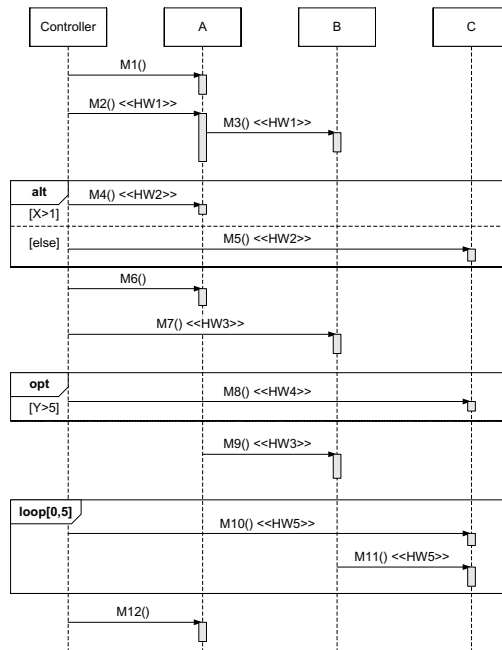 Controller A B C
M1()
M2() <<HW1>>
M3() <<HW1>>
alt
M4() <<HW2>>
[X>1]
[else]
M5() <<HW2>>
M6()
M7() <<HW3>>
opt
M8() <<HW4>>
[Y>5]
M9() <<HW3>>
loop[0,5]
M10() <<HW5>>
M11() <<HW5>>
M12()